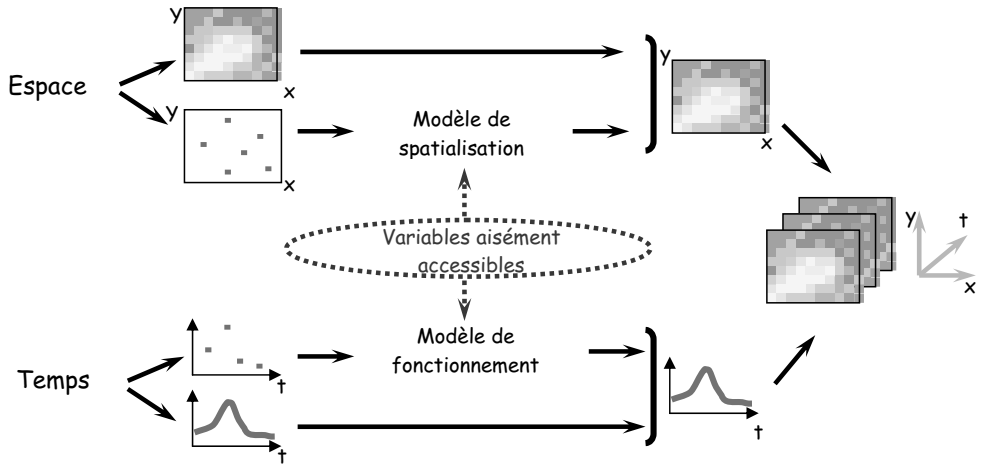 y
x
Espace
y
x
Modèle de
spatialisation
y
x
Variables aisément
accessibles
y
t
x
Modèle de
fonctionnement
t
Temps
t
t